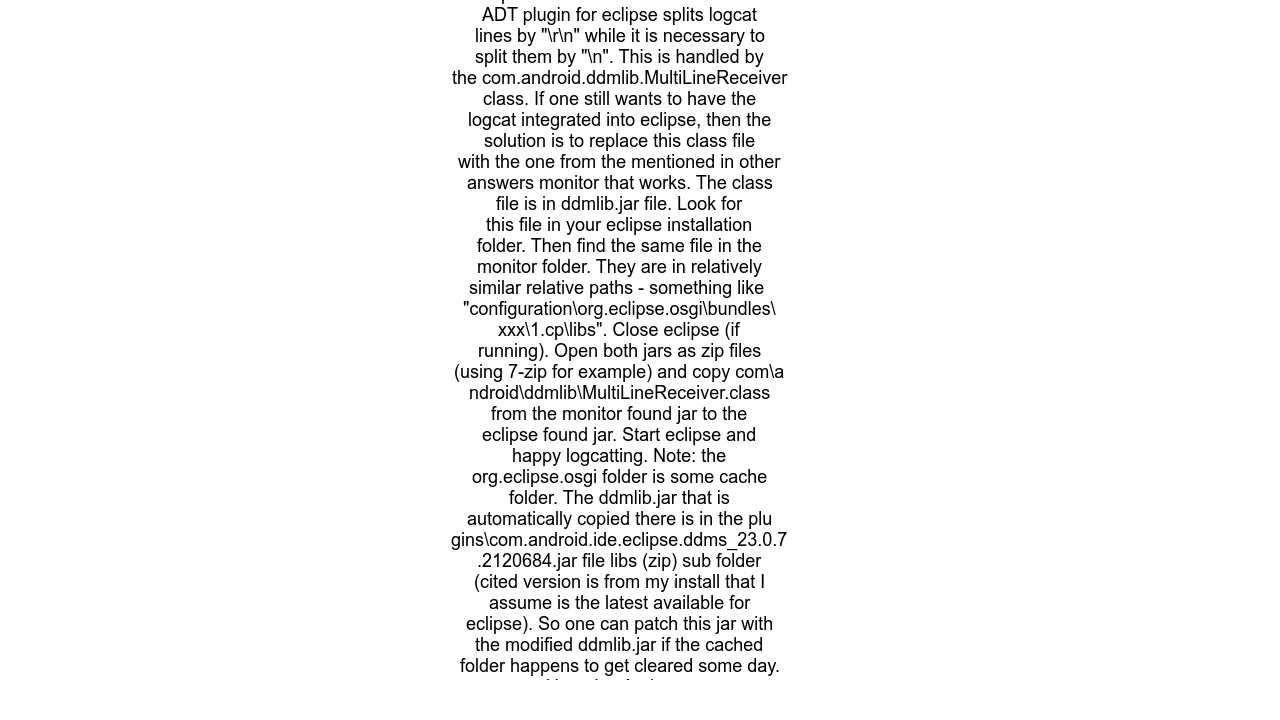 ADT plugin for eclipse splits logcat
lines by "\r\n" while it is necessary to
split them by "\n". This is handled by
the com.android.ddmlib.MultiLineReceiver
class. If one still wants to have the
logcat integrated into eclipse, then the
solution is to replace this class file
with the one from the mentioned in other
answers monitor that works. The class
file is in ddmlib.jar file. Look for
this file in your eclipse installation
folder. Then find the same file in the
monitor folder. They are in relatively
similar relative paths - something like
"configuration\org.eclipse.osgi\bundles\
xxx\1.cp\libs". Close eclipse (if
running). Open both jars as zip files
(using 7-zip for example) and copy com\a
ndroid\ddmlib\MultiLineReceiver.class
from the monitor found jar to the
eclipse found jar. Start eclipse and
happy logcatting. Note: the
org.eclipse.osgi folder is some cache
folder. The ddmlib.jar that is
automatically copied there is in the plu
gins\com.android.ide.eclipse.ddms_23.0.7
.2120684.jar file libs (zip) sub folder
(cited version is from my install that I
assume is the latest available for
eclipse). So one can patch this jar with
the modified ddmlib.jar if the cached
folder happens to get cleared some day.